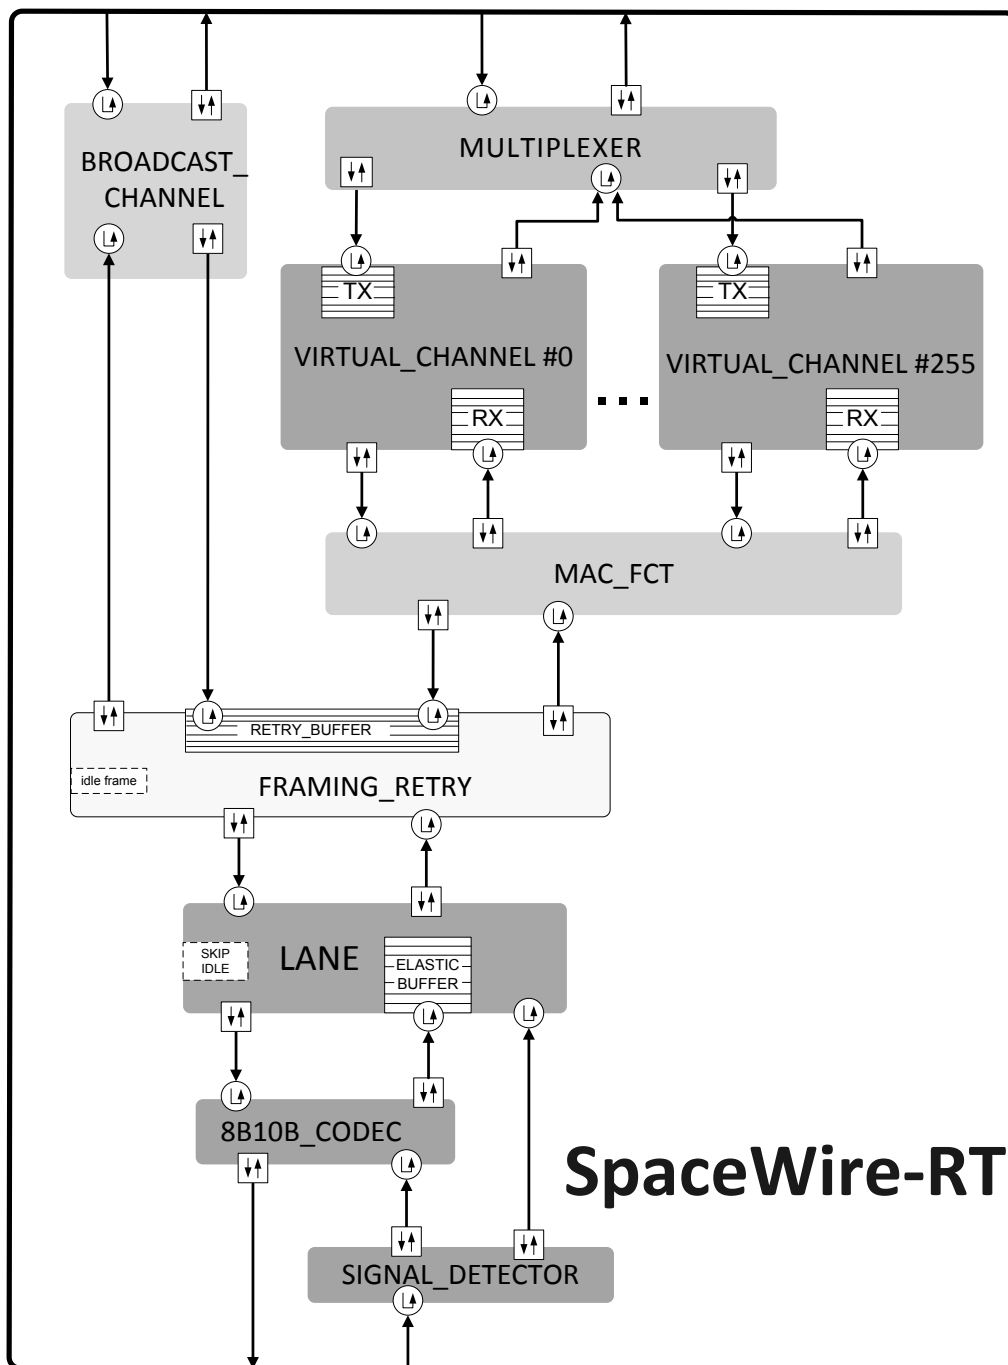 MULTIPLEXER
BROADCAST_
CHANNEL
TX
TX
VIRTUAL_CHANNEL #0
VIRTUAL_CHANNEL #255
RX
RX
MAC_FCT
RETRY_BUFFER
idle frame
FRAMING_RETRY
SKIP
IDLE
LANE
ELASTIC
BUFFER
8B10B_CODEC
SpaceWire-RT
SIGNAL_DETECTOR